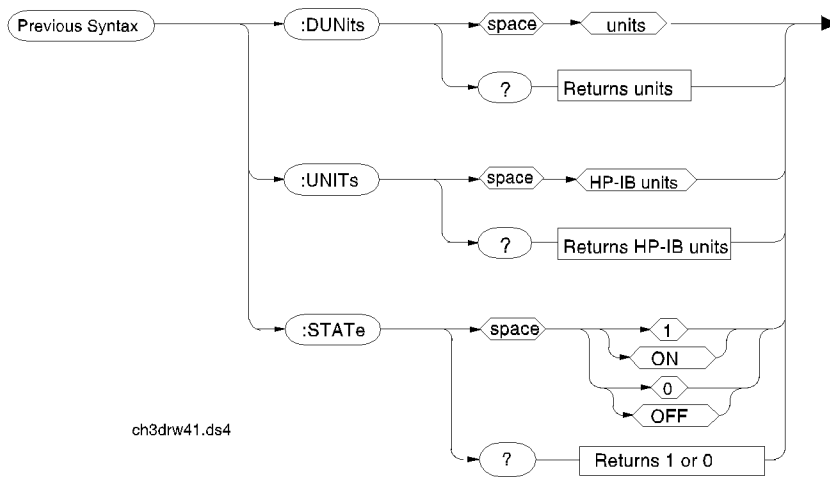 Previous Syntax
:DUNits
space
units
?
Returns units
:UNITs
space
HP-IB units
?
Returns HP-IB units
:STATe
space
1
ON
0
OFF
?
Returns 1 or 0
ch3drw41.ds4